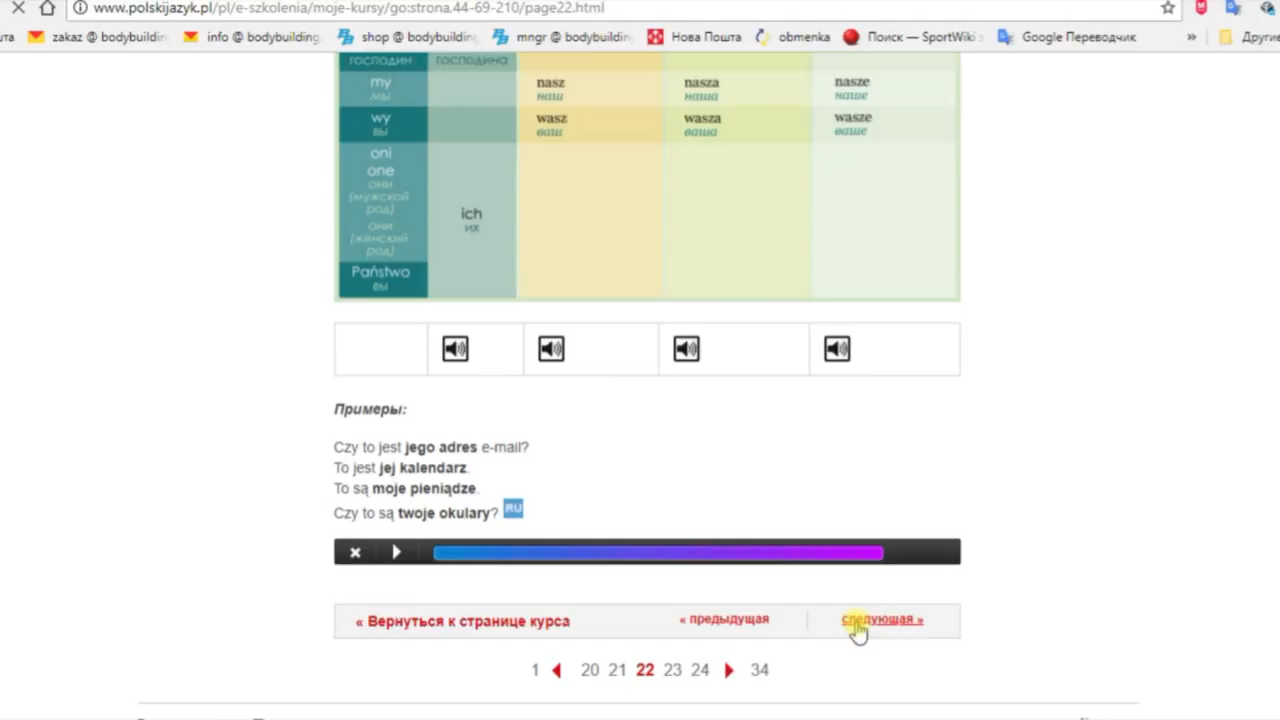 www.polskijazyk.pl/pl/e-szkolenia/moje-kursy/go:strona,44-69-210/page22.html
та zakaz @ bodybuilding info @ bodybuilding shop @ bodybuilding mngr @ bodybuilding Нова Пошта obmenka Поиск — SportWiki Google Переводчик » Другие
господин господина
my nasz nasza nasze
мы наш наша наше
wy wasz wasza wasze
вы ваш ваша ваше
oni
one
они
(мужской
род)
они
(женский
род)
ich
их
Państwo
вы
Примеры:
Czy to jest jego adres e-mail?
To jest jej kalendarz.
To są moje pieniądze.
Czy to są twoje okulary? RU
« Вернуться к странице курса « предыдущая следующая »
1 20 21 22 23 24 34